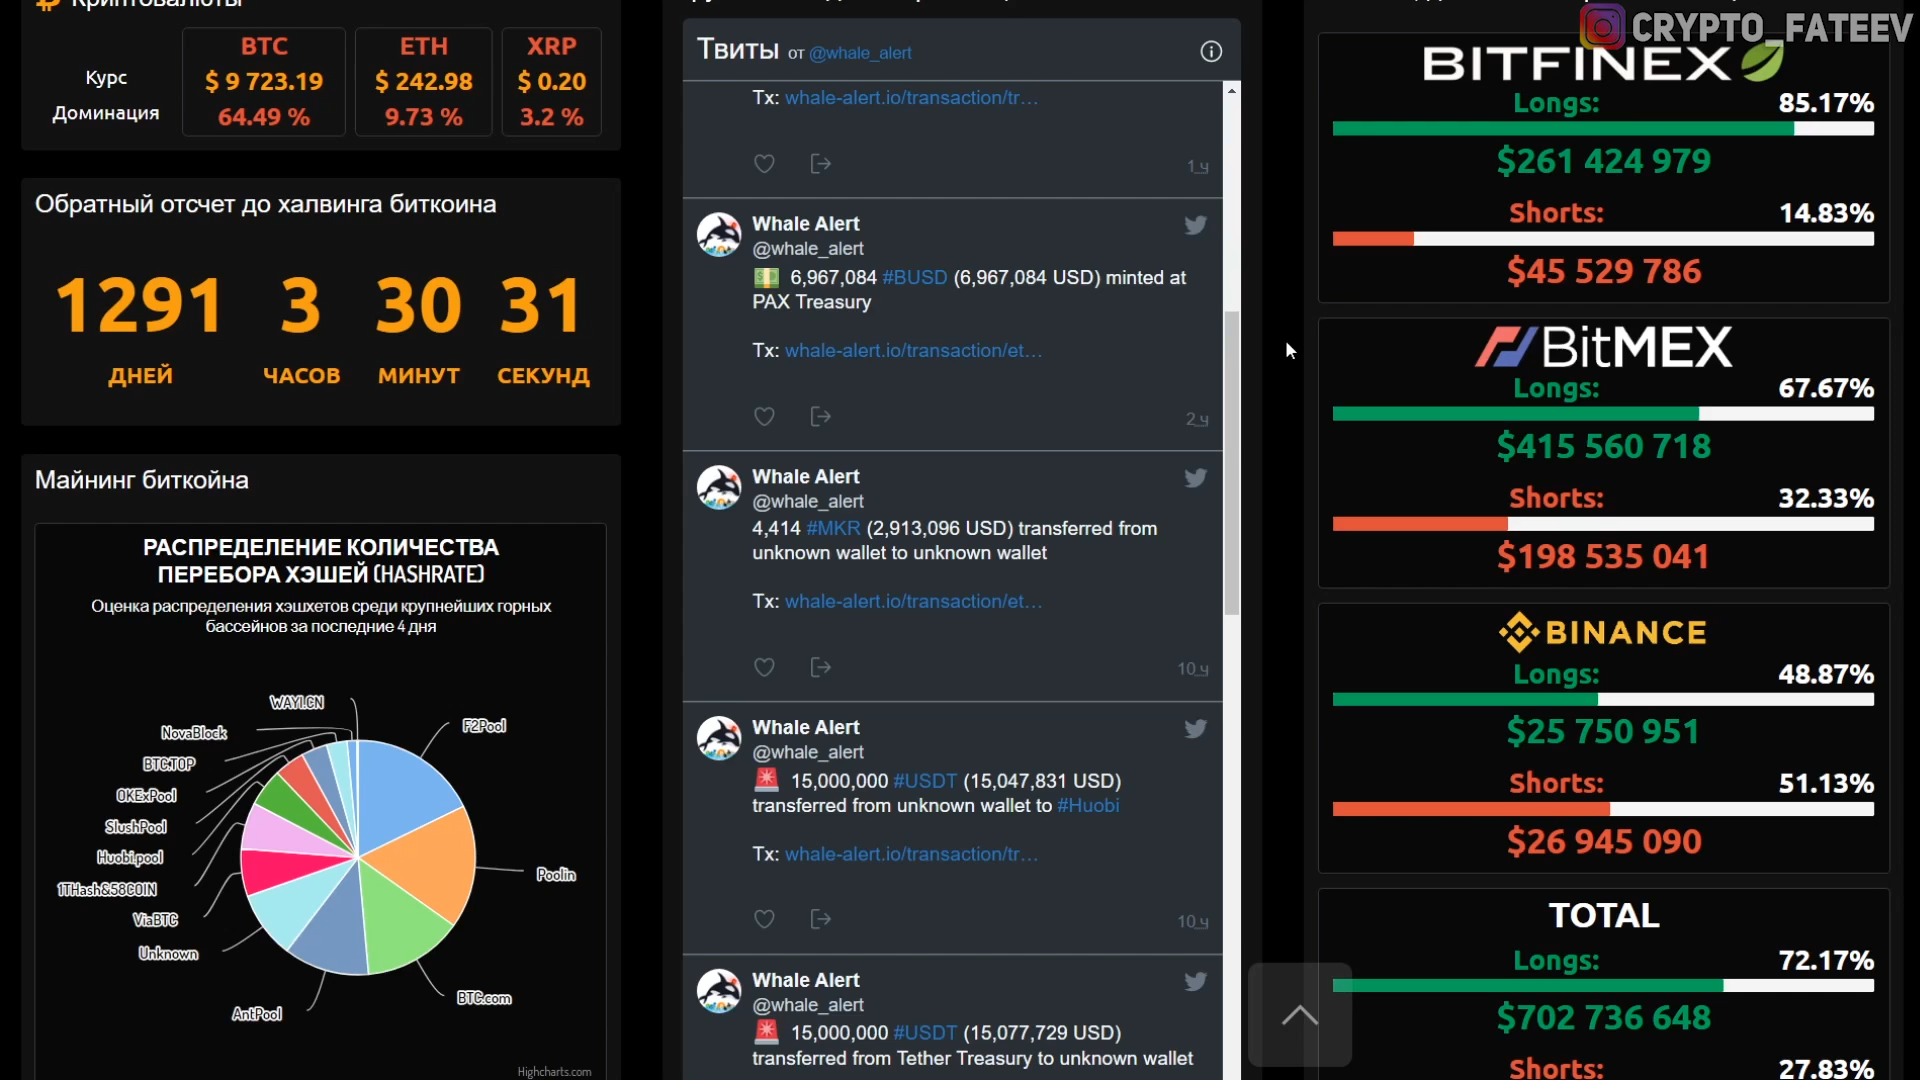 Криптовалюты
BTC
ETH
XRP
Курс
$ 9 723.19
$ 242.98
$ 0.20
Доминация
64.49 %
9.73 %
3.2 %
Обратный отсчет до халвинга биткоина
1291
3
30
31
ДНЕЙ
ЧАСОВ
МИНУТ
СЕКУНД
Майнинг биткойна
РАСПРЕДЕЛЕНИЕ КОЛИЧЕСТВА
ПЕРЕБОРА ХЭШЕЙ (HASHRATE)
Оценка распределения хэшхетов среди крупнейших горных
бассейнов за последние 4 дня
WAYI.CN
F2Pool
NovaBlock
BTC.TOP
OKExPool
SlushPool
Huobi.pool
1THash&58COIN
Poolin
ViaBTC
Unknown
BTC.com
AntPool
Highcharts.com
Твиты от @whale_alert
Tx: whale-alert.io/transaction/tr…
1ч
Whale Alert
@whale_alert
6,967,084 #BUSD (6,967,084 USD) minted at
PAX Treasury
Tx: whale-alert.io/transaction/et…
2ч
Whale Alert
@whale_alert
4,414 #MKR (2,913,096 USD) transferred from
unknown wallet to unknown wallet
Tx: whale-alert.io/transaction/et…
10ч
Whale Alert
@whale_alert
15,000,000 #USDT (15,047,831 USD)
transferred from unknown wallet to #Huobi
Tx: whale-alert.io/transaction/tr…
10ч
Whale Alert
@whale_alert
15,000,000 #USDT (15,077,729 USD)
transferred from Tether Treasury to unknown wallet
CRYPTO_FATEEV
BITFINEX
Longs:
85.17%
$261 424 979
Shorts:
14.83%
$45 529 786
BitMEX
Longs:
67.67%
$415 560 718
Shorts:
32.33%
$198 535 041
BINANCE
Longs:
48.87%
$25 750 951
Shorts:
51.13%
$26 945 090
TOTAL
Longs:
72.17%
$702 736 648
Shorts:
27.83%